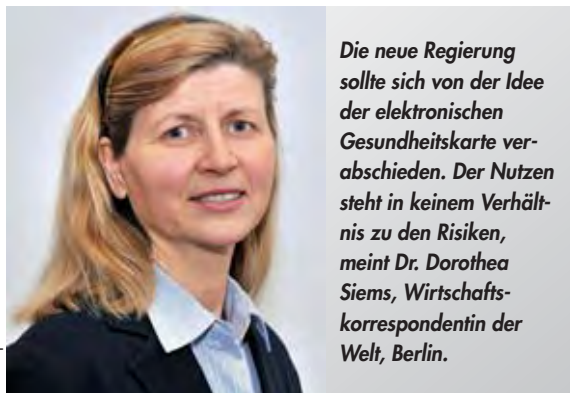 Die neue Regierung
sollte sich von der Idee
der elektronischen
Gesundheitskarte ver-
abschieden. Der Nutzen
steht in keinem Verhält-
nis zu den Risiken,
meint Dr. Dorothea
Siems, Wirtschafts-
korrespondentin der
Welt, Berlin.